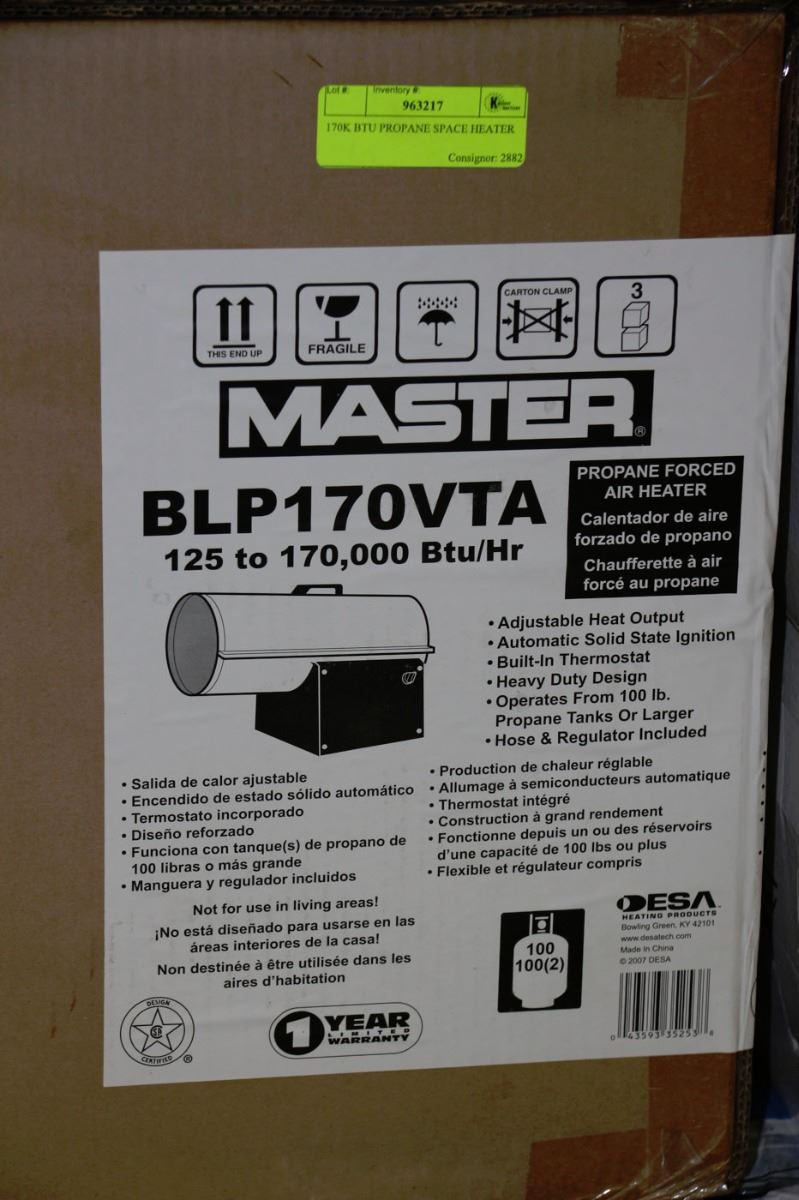 Lot #:
Inventory #:
963217
K
170K BTU PROPANE SPACE HEATER
Consignor: 2882
THIS END UP
FRAGILE
CARTON CLAMP
3
MASTER®
BLP170VTA
125 to 170,000 Btu/Hr
PROPANE FORCED
AIR HEATER
Calentador de aire
forzado de propano
Chaufferette à air
forcé au propane
• Adjustable Heat Output
• Automatic Solid State Ignition
• Built-In Thermostat
• Heavy Duty Design
• Operates From 100 lb.
Propane Tanks Or Larger
• Hose & Regulator Included
• Salida de calor ajustable
• Encendido de estado sólido automático
• Termostato incorporado
• Diseño reforzado
• Funciona con tanque(s) de propano de
100 libras o más grande
• Manguera y regulador incluidos
• Production de chaleur réglable
• Allumage à semiconducteurs automatique
• Thermostat intégré
• Construction à grand rendement
• Fonctionne depuis un ou des réservoirs
d'une capacité de 100 lbs ou plus
• Flexible et régulateur compris
Not for use in living areas!
¡No está diseñado para usarse en las
áreas interiores de la casa!
Non destinée à être utilisée dans les
aires d'habitation
100
100(2)
DESA™
HEATING PRODUCTS
Bowling Green, KY 42101
www.desatech.com
Made In China
© 2007 DESA
0 43593 35253 8
DESIGN
CERTIFIED ®
1 YEAR
LIMITED
WARRANTY